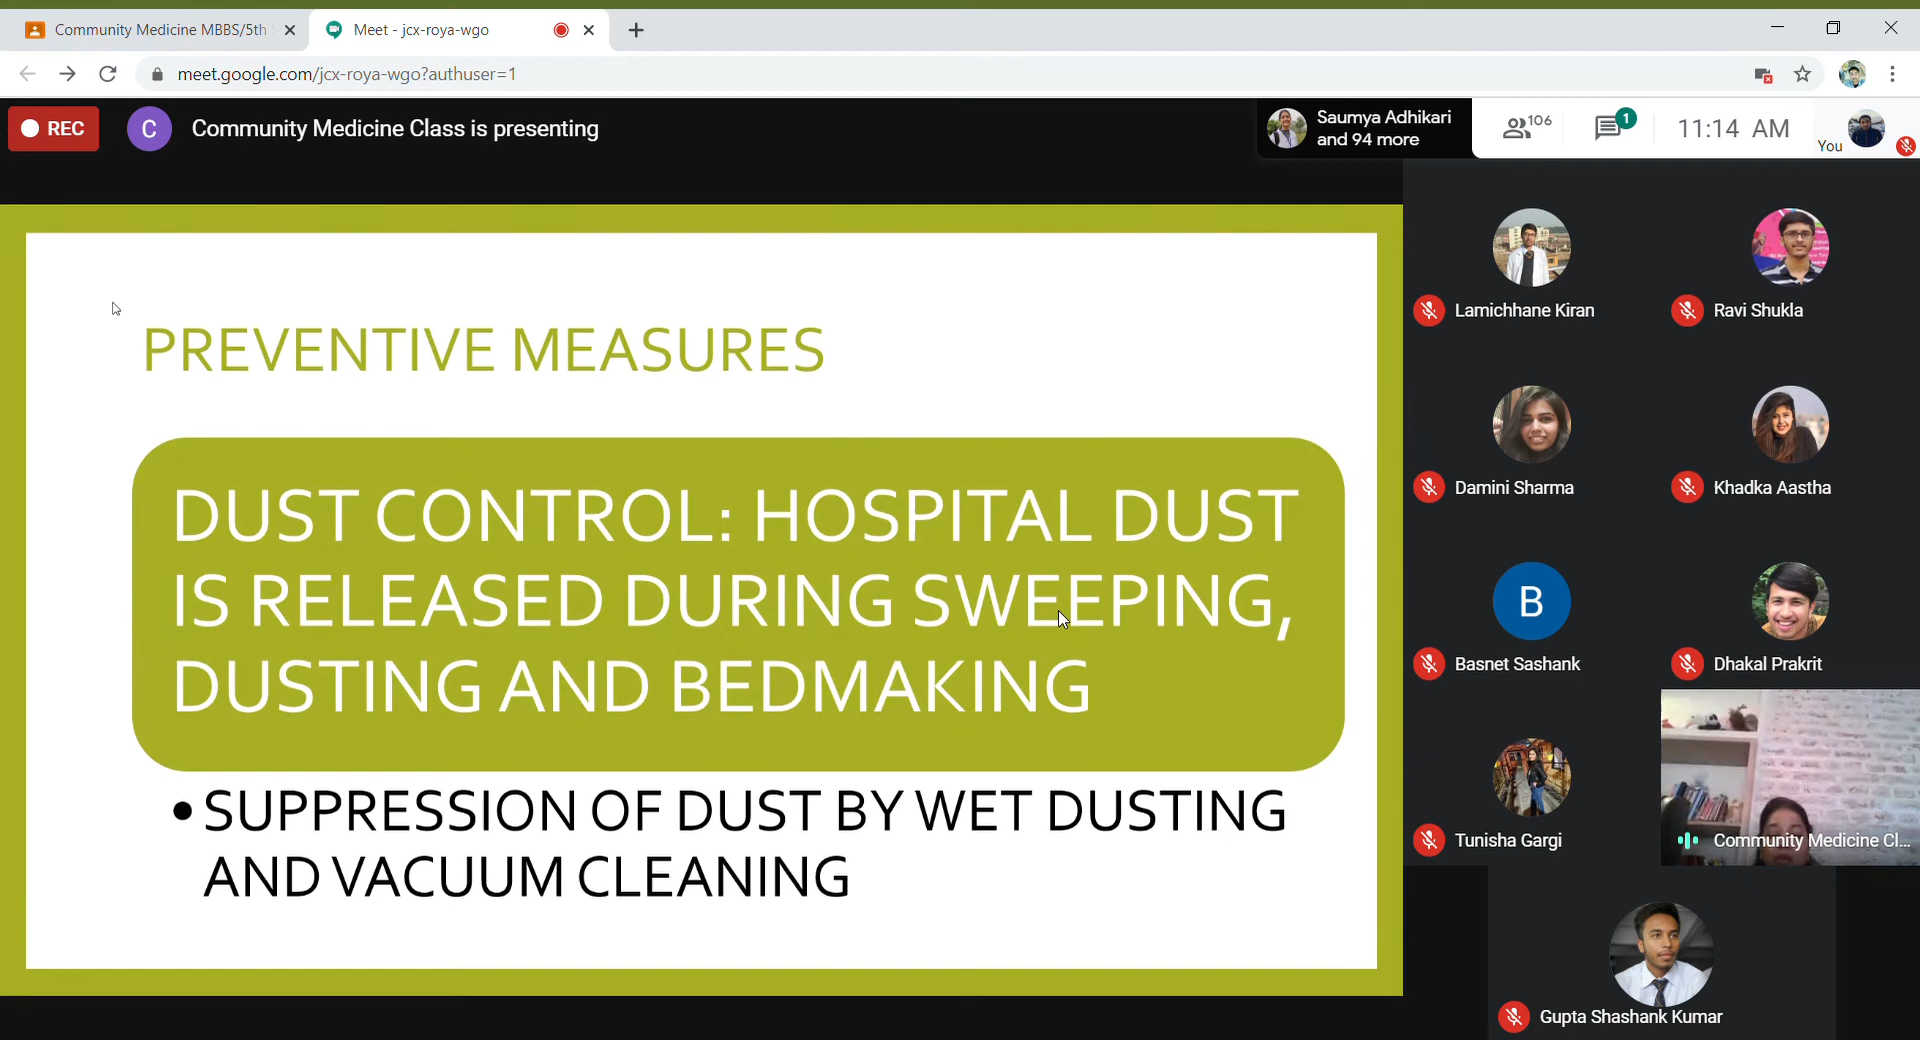 Community Medicine MBBS/5th
Meet - jcx-roya-wgo
meet.google.com/jcx-roya-wgo?authuser=1
REC
C
Community Medicine Class is presenting
Saumya Adhikari
and 94 more
106
1
11:14 AM
You
PREVENTIVE MEASURES
DUST CONTROL: HOSPITAL DUST
IS RELEASED DURING SWEEPING,
DUSTING AND BEDMAKING
• SUPPRESSION OF DUST BY WET DUSTING
AND VACUUM CLEANING
Lamichhane Kiran
Ravi Shukla
Damini Sharma
Khadka Aastha
B
Basnet Sashank
Dhakal Prakrit
Tunisha Gargi
Community Medicine Cl...
Gupta Shashank Kumar